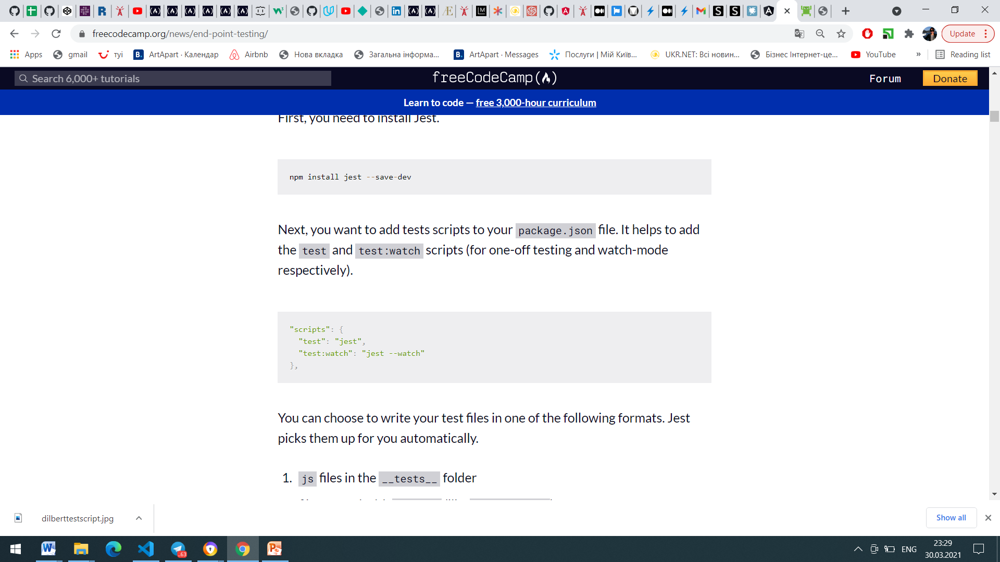 freecodecamp.org/news/end-point-testing/
Update
Apps
gmail
туі
ArtApart · Календар
Airbnb
Нова вкладка
Загальна інформа...
ArtApart · Messages
Послуги | Мій Київ...
UKR.NET: Всі новин...
Бізнес Інтернет-це...
YouTube
»
Reading list
Search 6,000+ tutorials
freeCodeCamp
Forum
Donate
Learn to code — free 3,000-hour curriculum
First, you need to install Jest.
npm install jest --save-dev
Next, you want to add tests scripts to your package.json file. It helps to add
the test and test:watch scripts (for one-off testing and watch-mode
respectively).
"scripts": {
"test": "jest",
"test:watch": "jest --watch"
},
You can choose to write your test files in one of the following formats. Jest
picks them up for you automatically.
1. js files in the __tests__ folder
dilberttestscript.jpg
Show all
63
ENG
23:29
30.03.2021